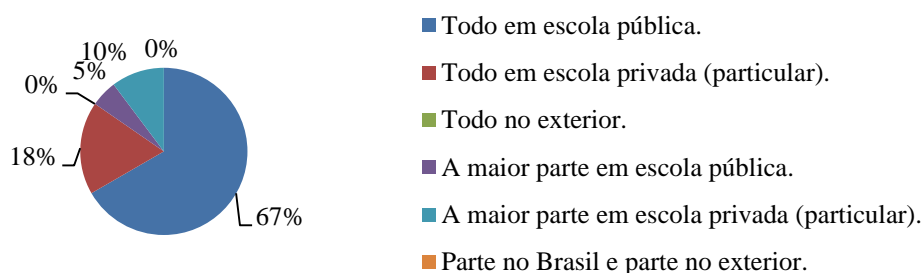 10% 0%
5%
0%
18%
67%
Todo em escola pública.
Todo em escola privada (particular).
Todo no exterior.
A maior parte em escola pública.
A maior parte em escola privada (particular).
Parte no Brasil e parte no exterior.